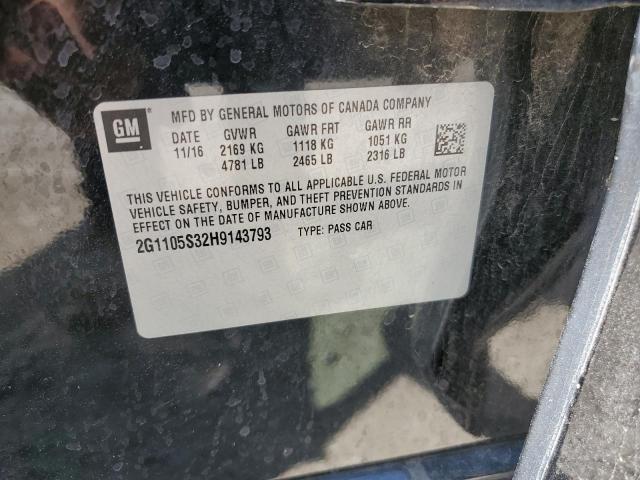 GM
MFD BY GENERAL MOTORS OF CANADA COMPANY
DATE GVWR GAWR FRT GAWR RR
11/16 2169 KG 1118 KG 1051 KG
4781 LB 2465 LB 2316 LB
THIS VEHICLE CONFORMS TO ALL APPLICABLE U.S. FEDERAL MOTOR
VEHICLE SAFETY, BUMPER, AND THEFT PREVENTION STANDARDS IN
EFFECT ON THE DATE OF MANUFACTURE SHOWN ABOVE.
2G1105S32H9143793 TYPE: PASS CAR